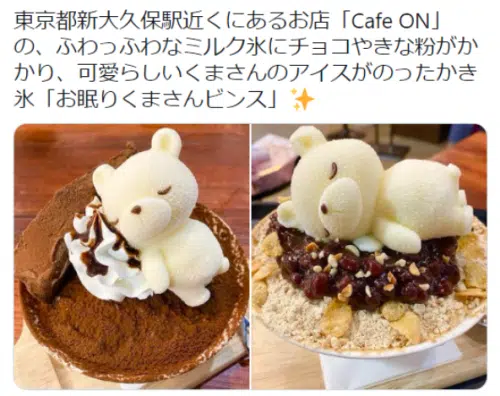 東京都新大久保駅近くにあるお店「Cafe ON」
の、ふわっふわなミルク氷にチョコやきな粉がか
かり、可愛らしいくまさんのアイスがのったかき
氷「お眠りくまさんビンス」✨